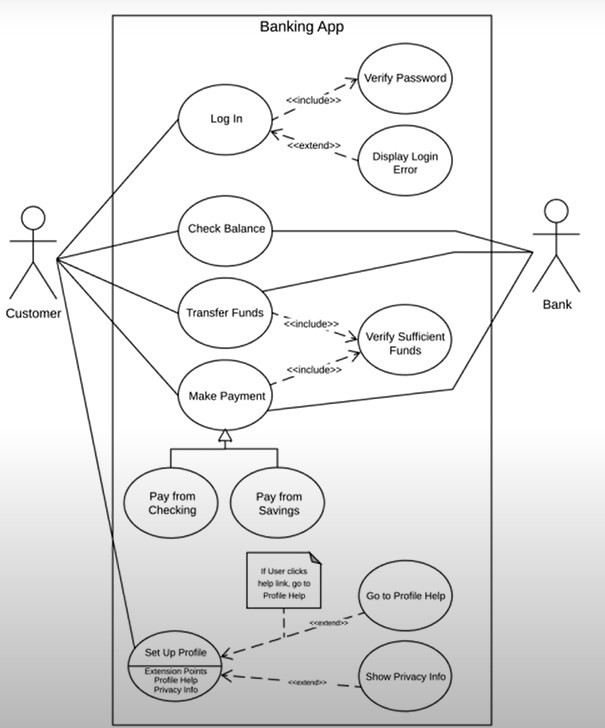 Banking App
Verify Password
<<include>>
Log In
<<extend>>
Display Login
Error
Check Balance
Customer
Bank
Transfer Funds
<<include>>
Verify Sufficient
Funds
<<include>>
Make Payment
Pay from
Checking
Pay from
Savings
If User clicks
help link, go to
Profile Help
Go to Profile Help
<<extend>>
Set Up Profile
Extension Points
Profile Help
Privacy Info
<<extend>>
Show Privacy Info